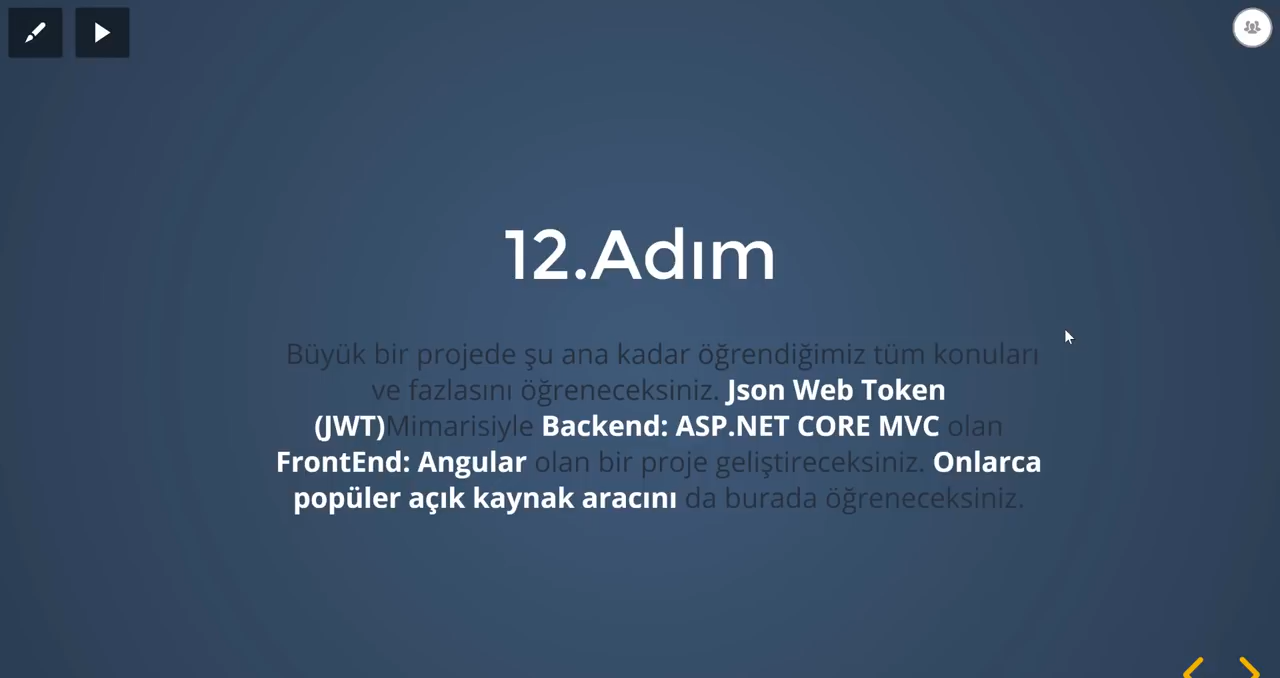 12.Adım
Büyük bir projede şu ana kadar öğrendiğimiz tüm konuları
ve fazlasını öğreneceksiniz. Json Web Token
(JWT)Mimarisiyle Backend: ASP.NET CORE MVC olan
FrontEnd: Angular olan bir proje geliştireceksiniz. Onlarca
popüler açık kaynak aracını da burada öğreneceksiniz.